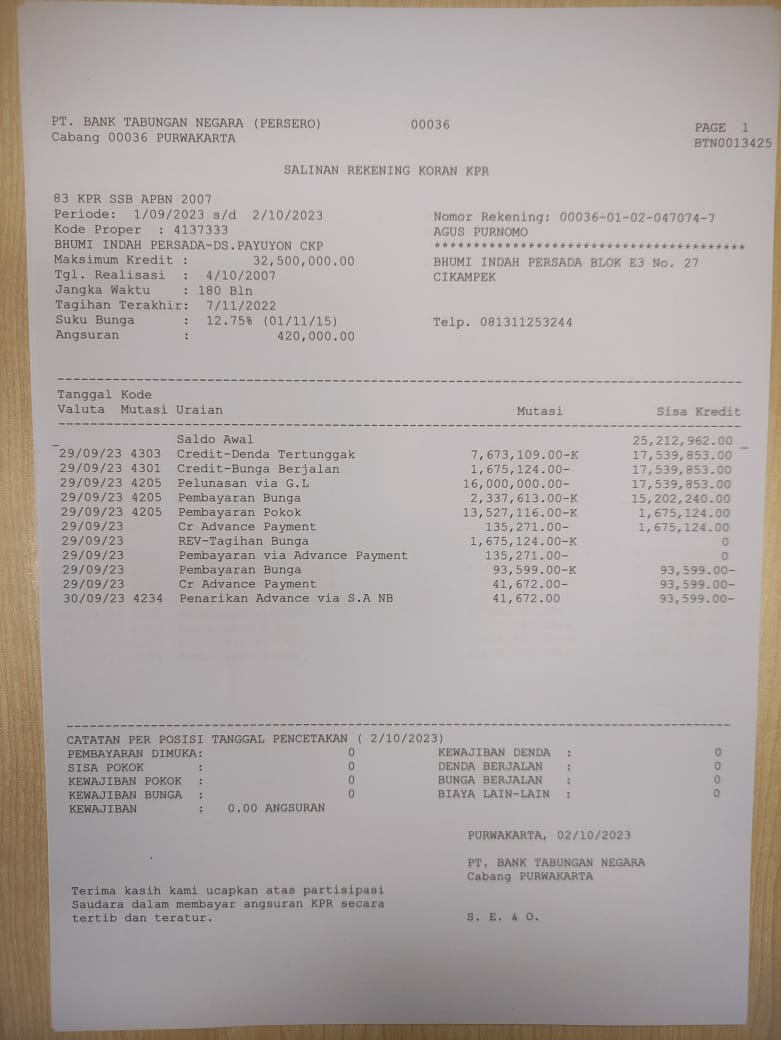 PT. BANK TABUNGAN NEGARA (PERSERO) 00036 PAGE 1
Cabang 00036 PURWAKARTA BTN0013425
SALINAN REKENING KORAN KPR
83 KPR SSB APBN 2007
Periode: 1/09/2023 s/d 2/10/2023 Nomor Rekening: 00036-01-02-047074-7
Kode Proper : 4137333 AGUS PURNOMO
BHUMI INDAH PERSADA-DS.PAYUYON CKP ****************************************
Maksimum Kredit : 32,500,000.00 BHUMI INDAH PERSADA BLOK E3 No. 27
Tgl. Realisasi : 4/10/2007 CIKAMPEK
Jangka Waktu : 180 Bln
Tagihan Terakhir: 7/11/2022
Suku Bunga : 12.75% (01/11/15) Telp. 081311253244
Angsuran : 420,000.00
Tanggal Kode
Valuta Mutasi Uraian Mutasi Sisa Kredit
Saldo Awal 25,212,962.00
29/09/23 4303 Credit-Denda Tertunggak 7,673,109.00-K 17,539,853.00
29/09/23 4301 Credit-Bunga Berjalan 1,675,124.00- 17,539,853.00
29/09/23 4205 Pelunasan via G.L 16,000,000.00- 17,539,853.00
29/09/23 4205 Pembayaran Bunga 2,337,613.00-K 15,202,240.00
29/09/23 4205 Pembayaran Pokok 13,527,116.00-K 1,675,124.00
29/09/23 Cr Advance Payment 135,271.00- 1,675,124.00
29/09/23 REV-Tagihan Bunga 1,675,124.00-K 0
29/09/23 Pembayaran via Advance Payment 135,271.00- 0
29/09/23 Pembayaran Bunga 93,599.00-K 93,599.00-
29/09/23 Cr Advance Payment 41,672.00- 93,599.00-
30/09/23 4234 Penarikan Advance via S.A NB 41,672.00 93,599.00-
CATATAN PER POSISI TANGGAL PENCETAKAN ( 2/10/2023)
PEMBAYARAN DIMUKA: 0 KEWAJIBAN DENDA : 0
SISA POKOK : 0 DENDA BERJALAN : 0
KEWAJIBAN POKOK : 0 BUNGA BERJALAN : 0
KEWAJIBAN BUNGA : 0 BIAYA LAIN-LAIN : 0
KEWAJIBAN : 0.00 ANGSURAN
PURWAKARTA, 02/10/2023
PT. BANK TABUNGAN NEGARA
Cabang PURWAKARTA
Terima kasih kami ucapkan atas partisipasi
Saudara dalam membayar angsuran KPR secara
tertib dan teratur. S. E. & O.